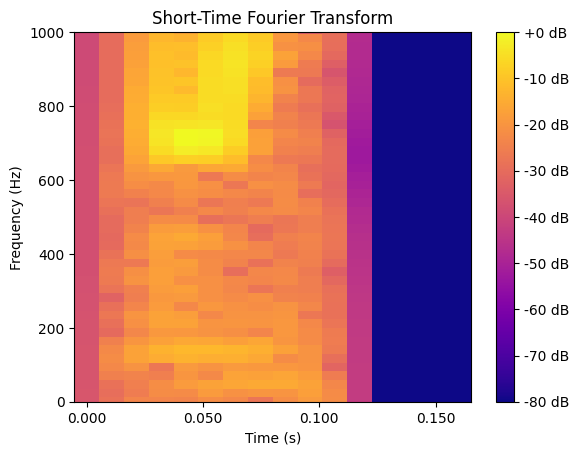 Short-Time Fourier Transform
1000
800
600
400
200
0
Frequency (Hz)
0.000
0.050
0.100
0.150
Time (s)
+0 dB
-10 dB
-20 dB
-30 dB
-40 dB
-50 dB
-60 dB
-70 dB
-80 dB